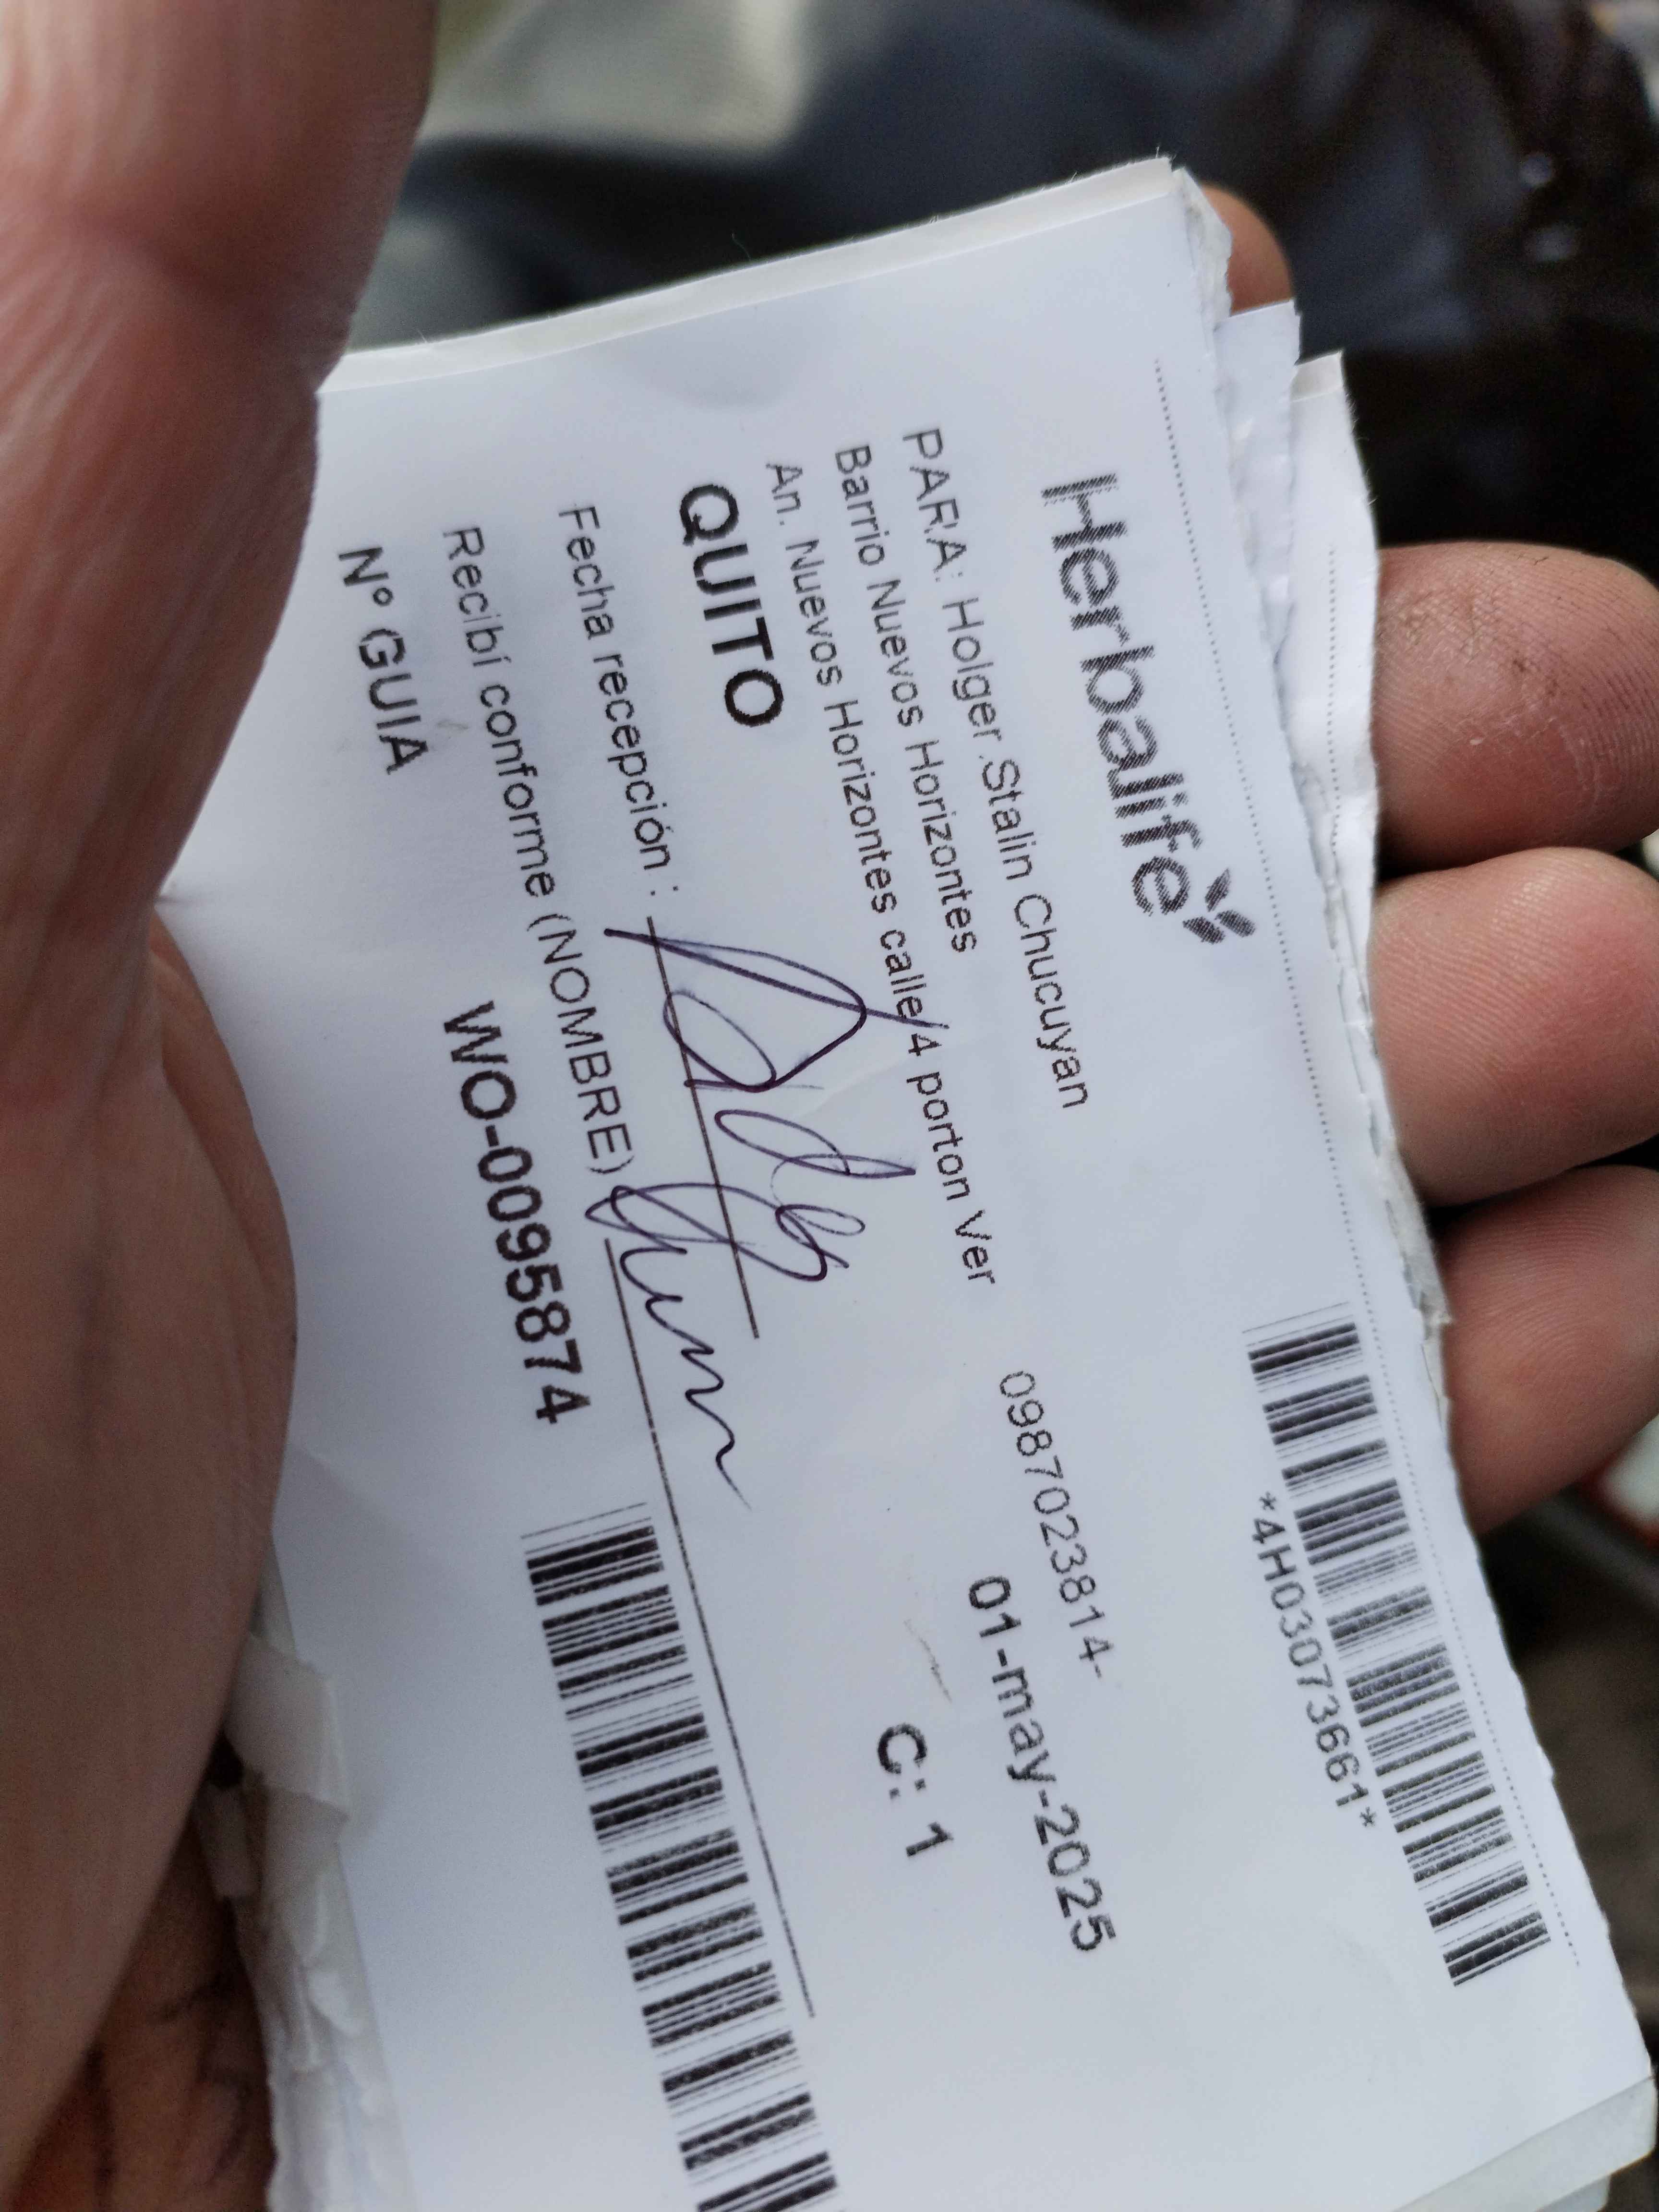 Herbalife
*4H03073661*
PARA: Holger Stalin Chucuyan
0987023814-
Barrio Nuevos Horizontes
01-may-2025
An. Nuevos Horizontes calle 4 porton Ver
QUITO
C: 1
Fecha recepción :
Recibí conforme (NOMBRE)
N° GUIA
WO-0095874